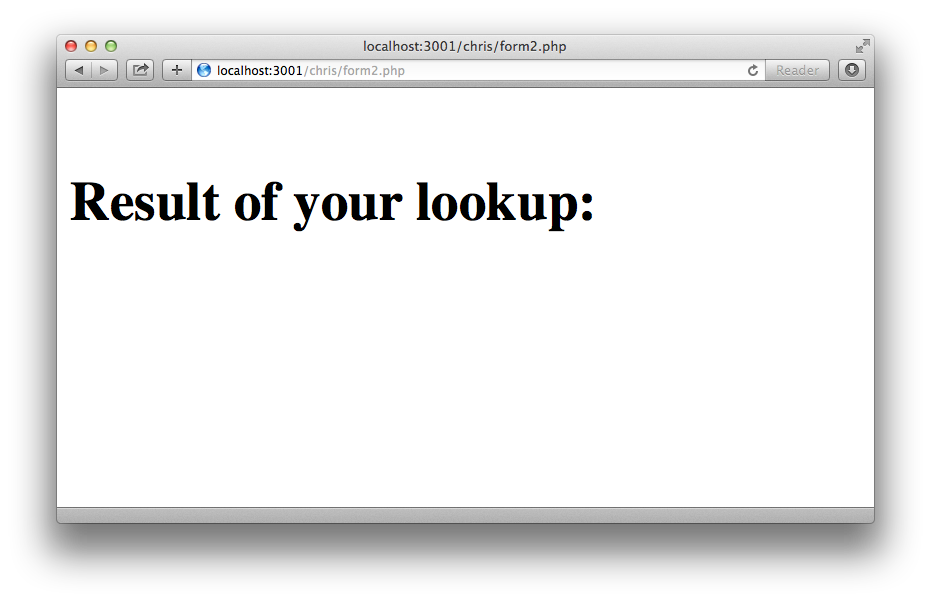 localhost:3001/chris/form2.php
localhost:3001/chris/form2.php Reader
Result of your lookup: